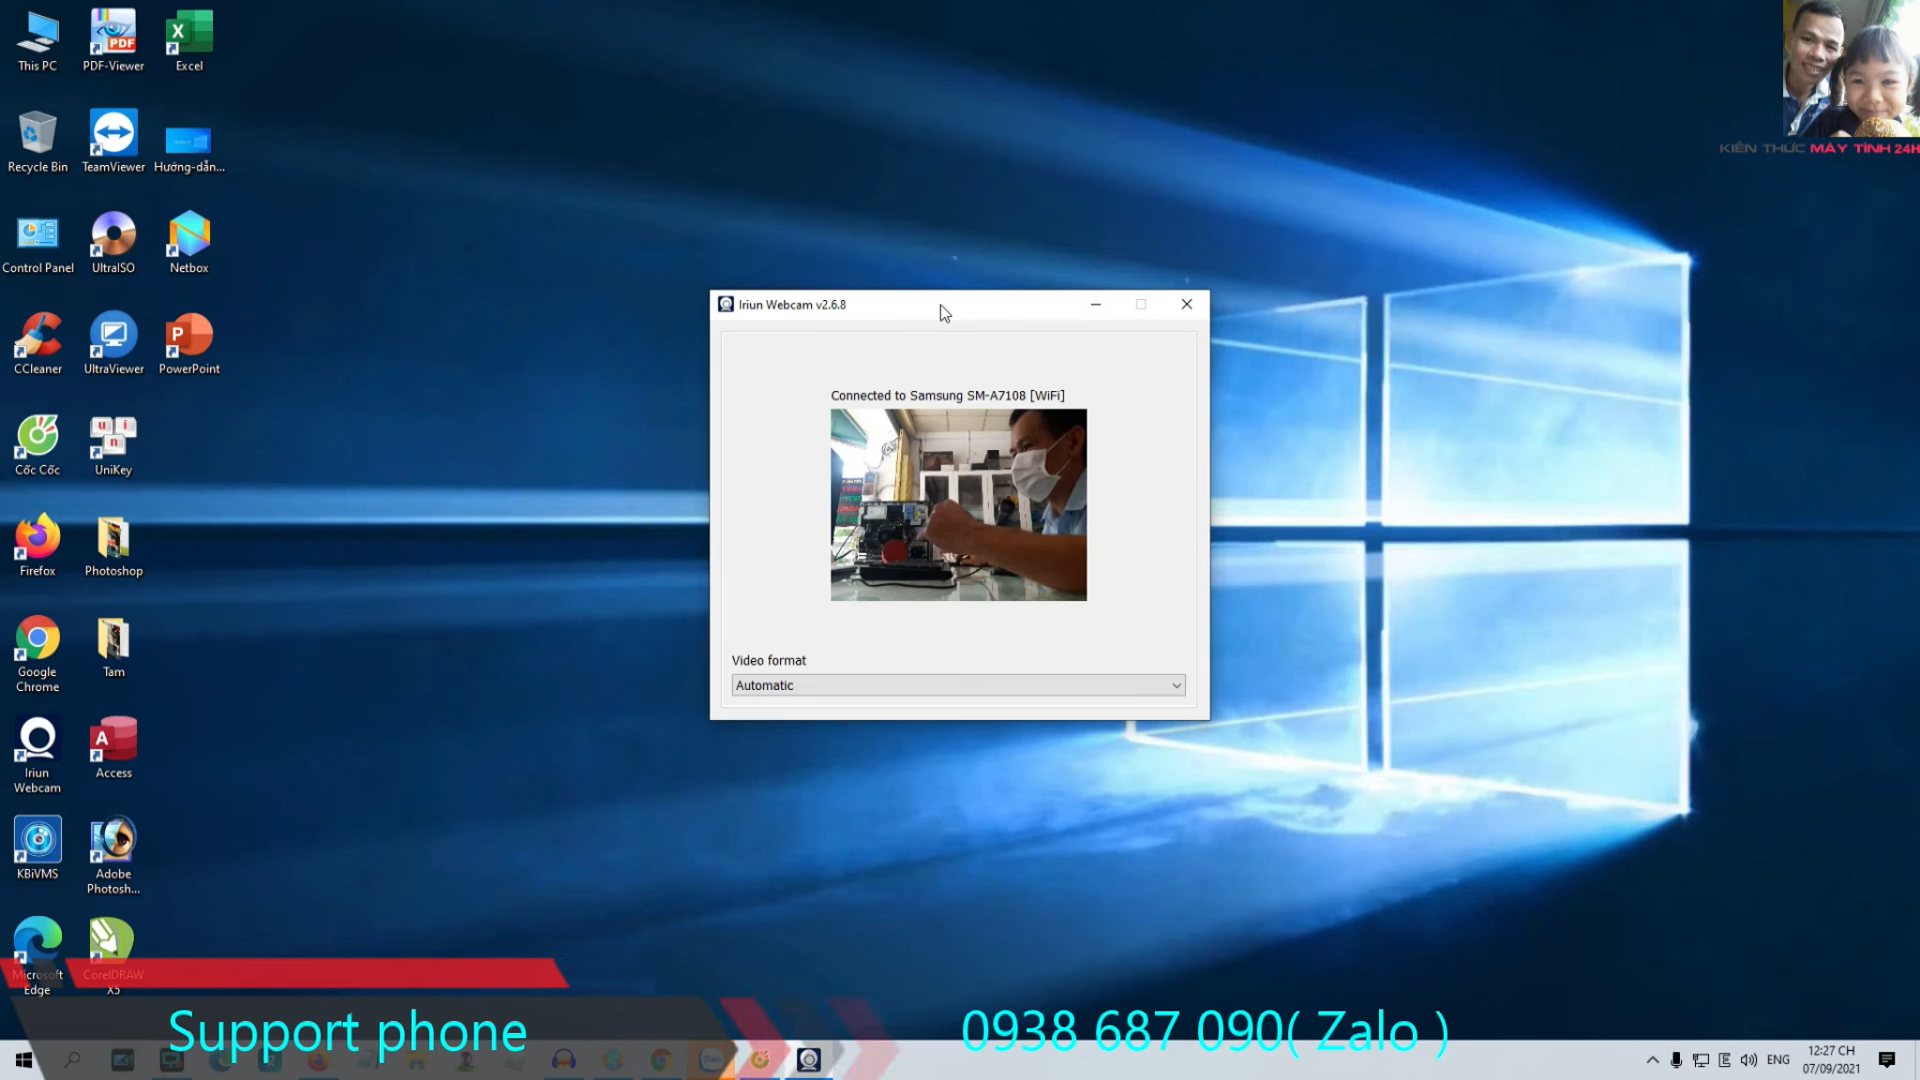 This PC
PDF-Viewer
Excel
Recycle Bin
TeamViewer
Hướng-dẫn...
Control Panel
UltraISO
Netbox
CCleaner
UltraViewer
PowerPoint
Cốc Cốc
UniKey
Firefox
Photoshop
Google
Chrome
Tam
Iriun
Webcam
Access
KBiVMS
Adobe
Photosh...
Microsoft
Edge
CorelDRAW
X5
KIẾN THỨC MÁY TÍNH 24H
Iriun Webcam v2.6.8
Connected to Samsung SM-A7108 [WiFi]
Video format
Automatic
Support phone
0938 687 090( Zalo )
ENG
12:27 CH
07/09/2021